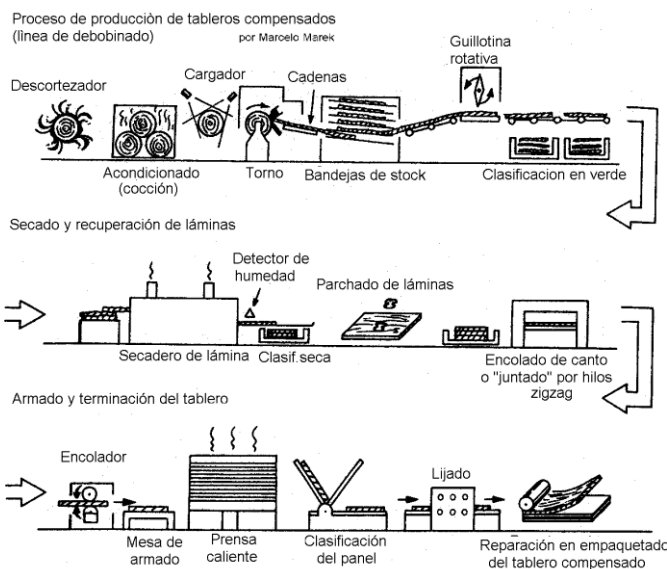 Proceso de producciòn de tableros compensados
(lìnea de debobinado)
por Marcelo Marek
Guillotina
rotativa
Descortezador
Cargador
Cadenas
Acondicionado
(cocción)
Torno
Bandejas de stock
Clasificacion en verde
Secado y recuperación de láminas
Detector de
humedad
Parchado de láminas
Secadero de lámina
Clasif.seca
Encolado de canto
o "juntado" por hilos
zigzag
Armado y terminación del tablero
Encolador
Lijado
Mesa de
armado
Prensa
caliente
Clasificación
del panel
Reparación en empaquetado
del tablero compensado